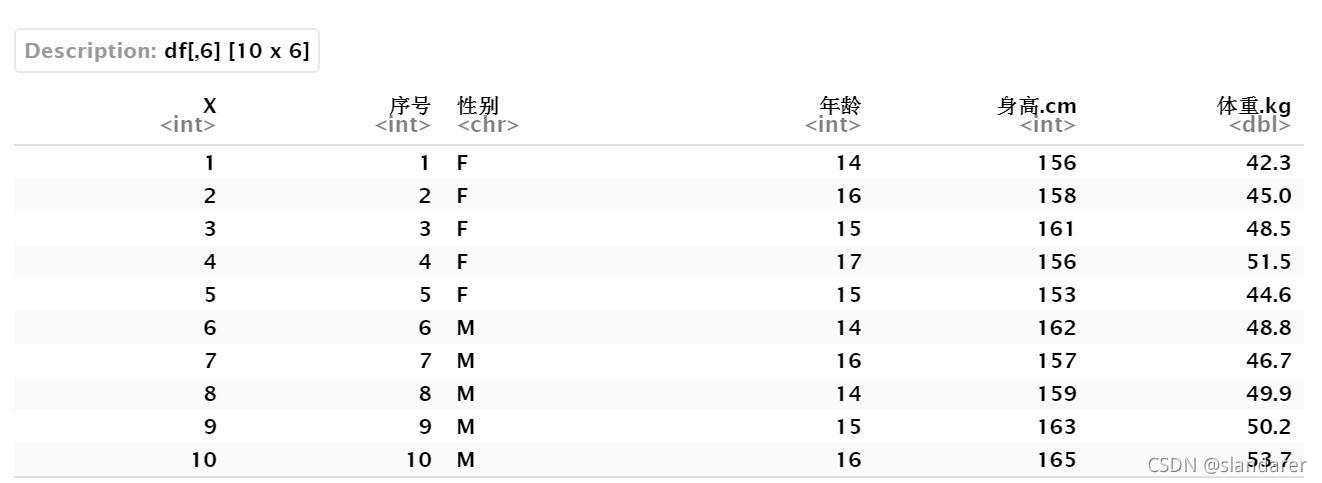 Description: df[,6] [10 x 6]
X 序号 性别 年龄 身高.cm 体重.kg
<int> <int> <chr> <int> <int> <dbl>
1 1 F 14 156 42.3
2 2 F 16 158 45.0
3 3 F 15 161 48.5
4 4 F 17 156 51.5
5 5 F 15 153 44.6
6 6 M 14 162 48.8
7 7 M 16 157 46.7
8 8 M 14 159 49.9
9 9 M 15 163 50.2
10 10 M 16 165 53.7
CSDN @slandarer